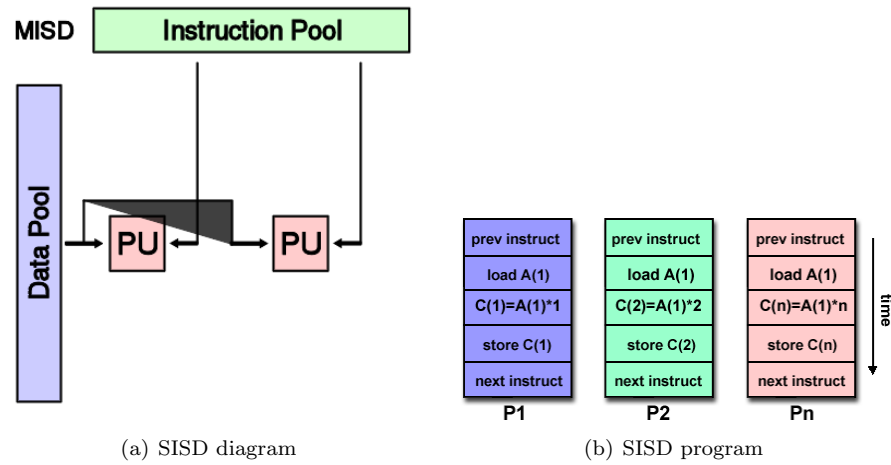 MISD
Instruction Pool
Data Pool
PU
PU
prev instruct
load A(1)
C(1)=A(1)*1
store C(1)
next instruct
P1
prev instruct
load A(1)
C(2)=A(1)*2
store C(2)
next instruct
P2
prev instruct
load A(1)
C(n)=A(1)*n
store C(n)
next instruct
Pn
time
(a) SISD diagram
(b) SISD program